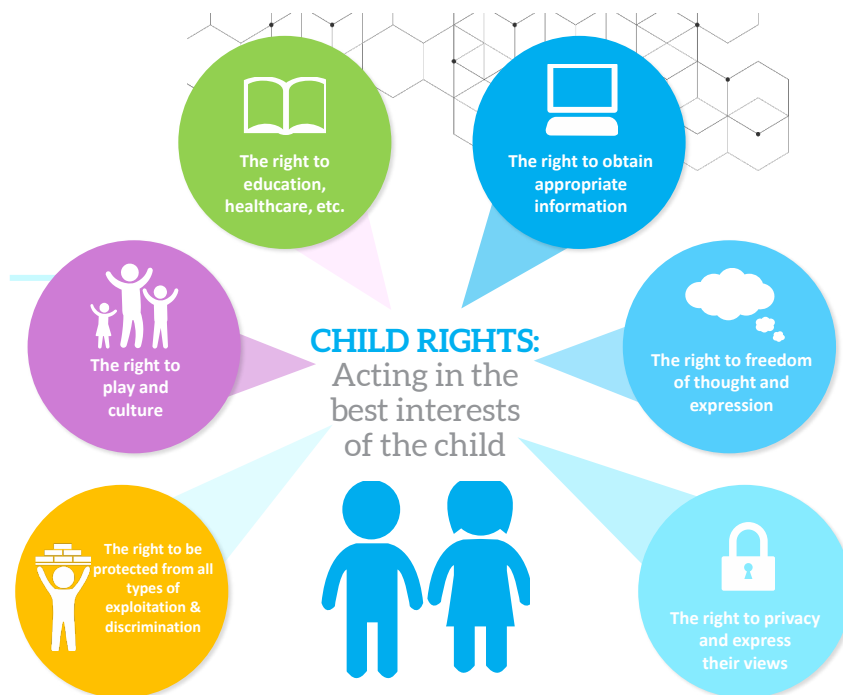 The right to
education,
healthcare, etc.
The right to obtain
appropriate
information
The right to
play and
culture
CHILD RIGHTS:
Acting in the
best interests
of the child
The right to freedom
of thought and
expression
The right to be
protected from all
types of
exploitation &
discrimination
The right to privacy
and express
their views